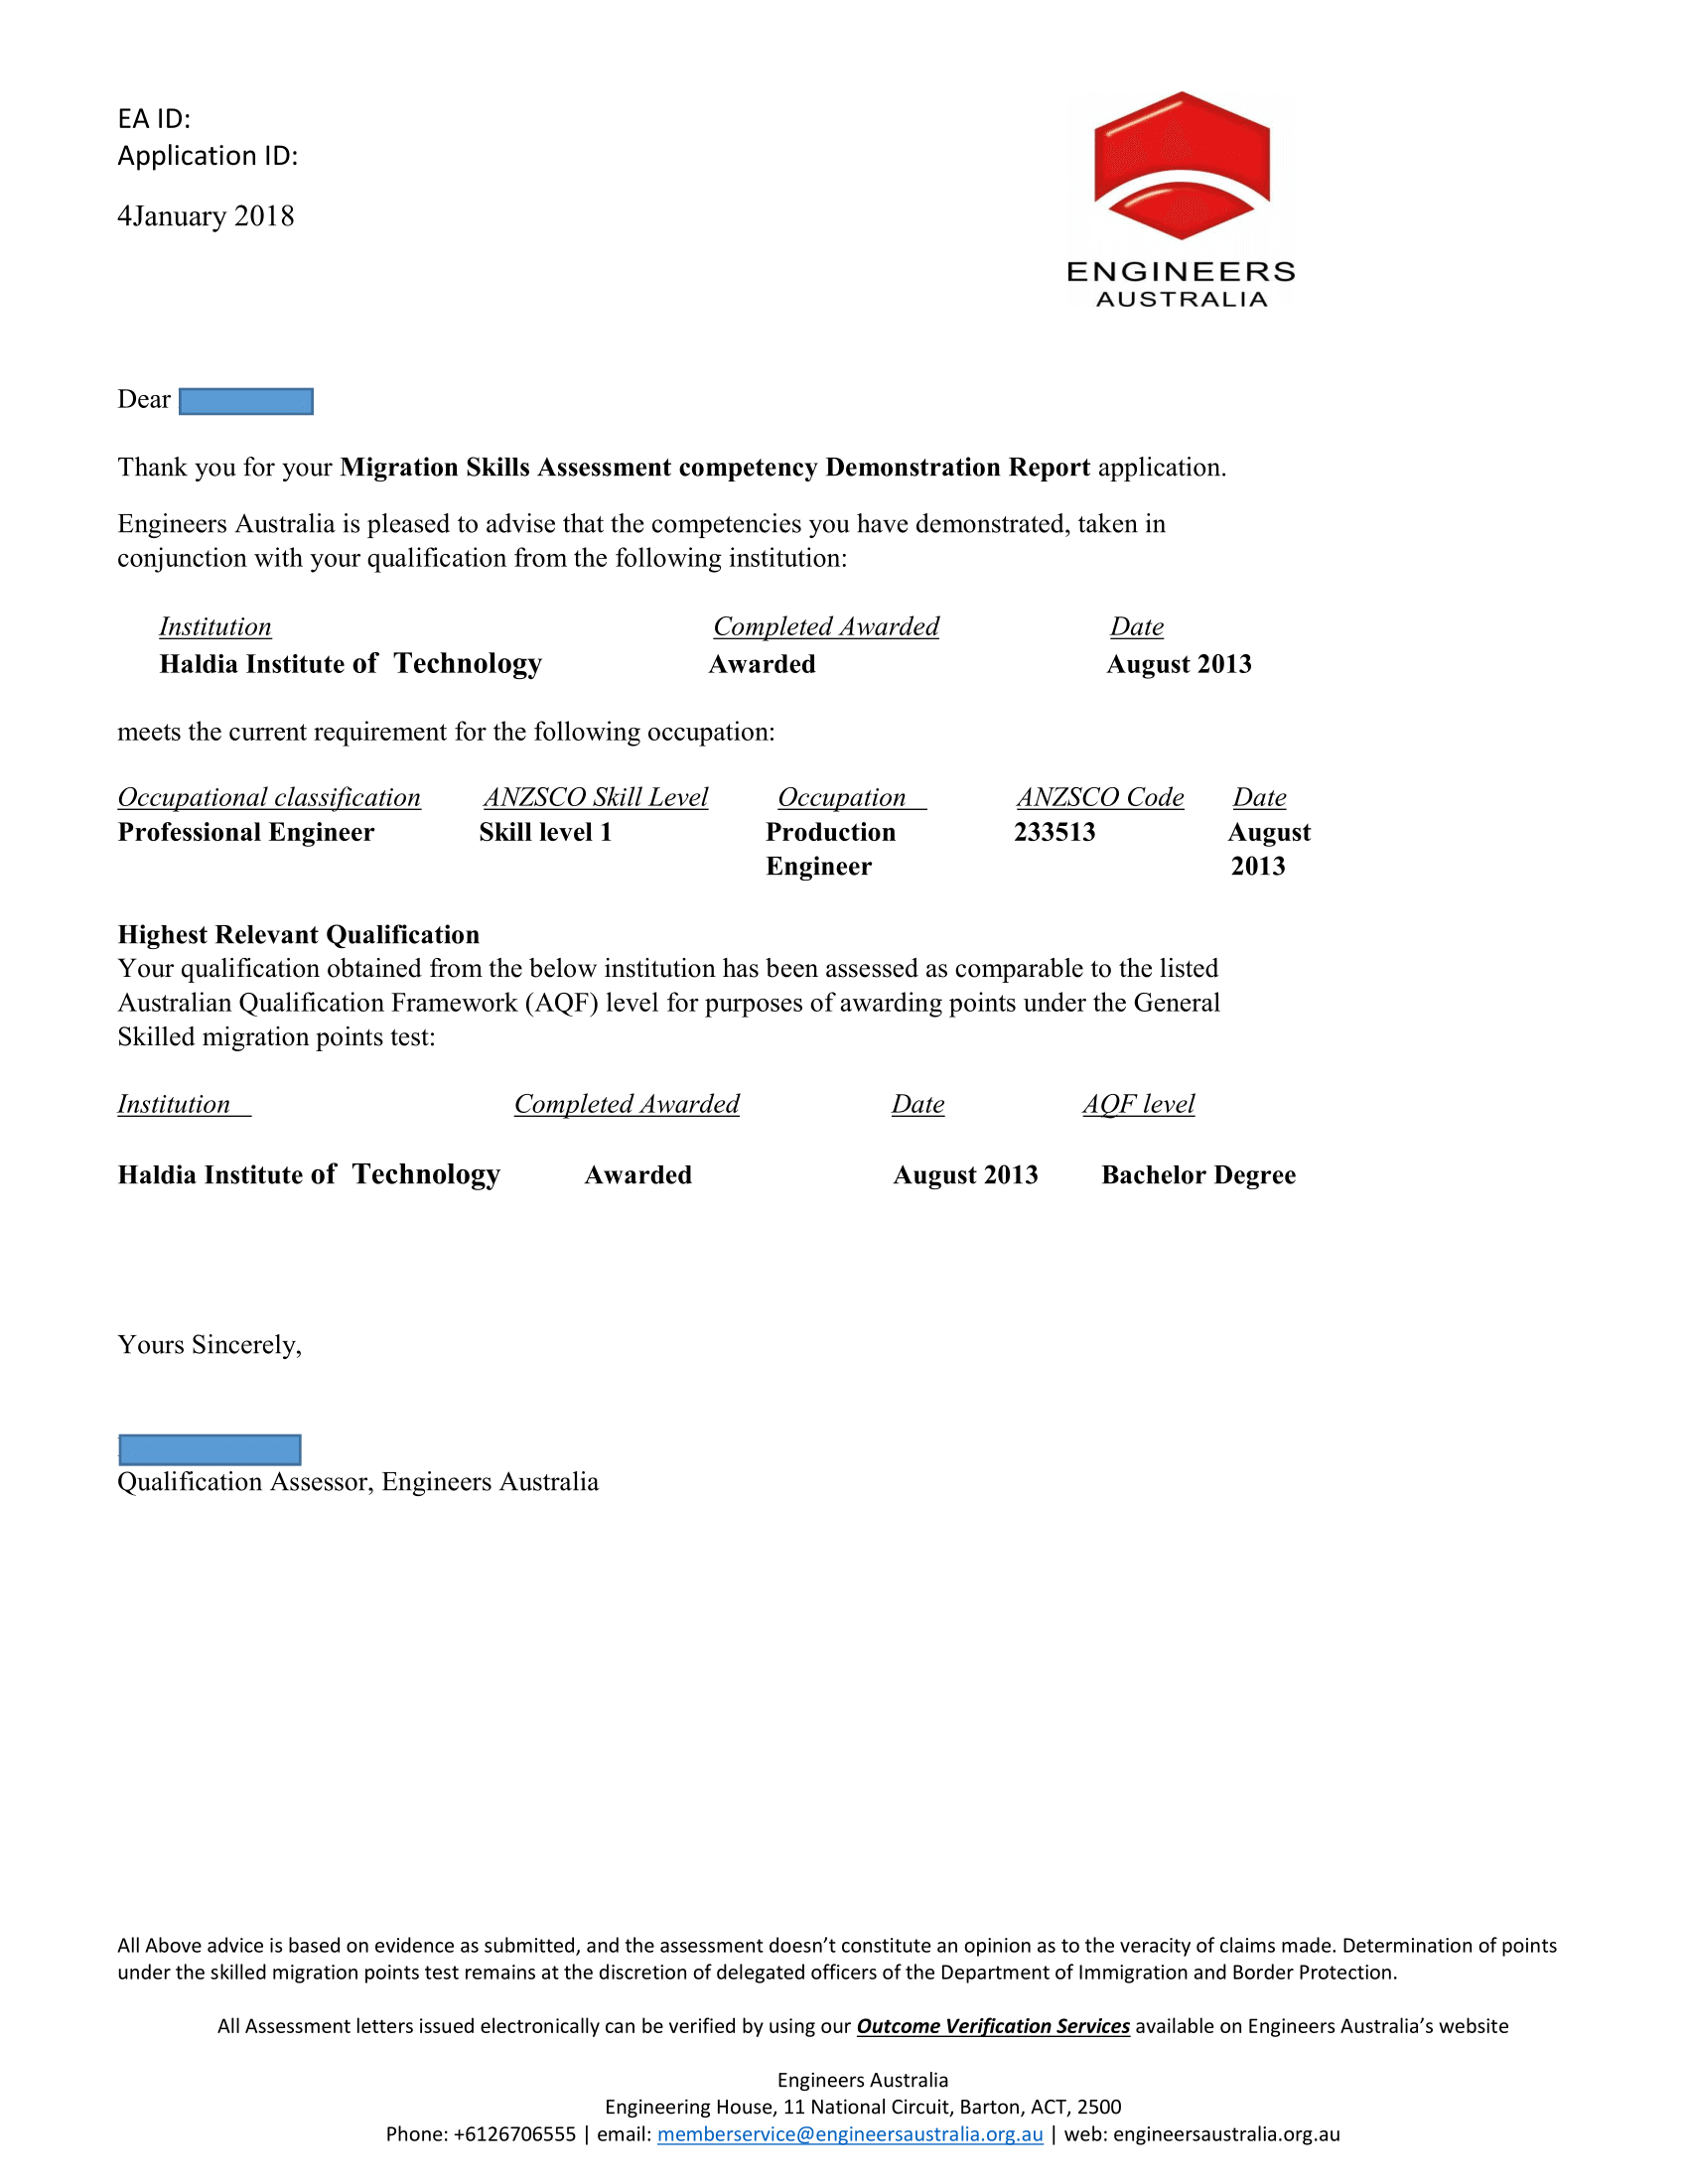 EA ID:
Application ID:
4January 2018
ENGINEERS
AUSTRALIA
Dear
Thank you for your Migration Skills Assessment competency Demonstration Report application.
Engineers Australia is pleased to advise that the competencies you have demonstrated, taken in
conjunction with your qualification from the following institution:
Institution Completed Awarded Date
Haldia Institute of Technology Awarded August 2013
meets the current requirement for the following occupation:
Occupational classification ANZSCO Skill Level Occupation ANZSCO Code Date
Professional Engineer Skill level 1 Production 233513 August
Engineer 2013
Highest Relevant Qualification
Your qualification obtained from the below institution has been assessed as comparable to the listed
Australian Qualification Framework (AQF) level for purposes of awarding points under the General
Skilled migration points test:
Institution Completed Awarded Date AQF level
Haldia Institute of Technology Awarded August 2013 Bachelor Degree
Yours Sincerely,
Qualification Assessor, Engineers Australia
All Above advice is based on evidence as submitted, and the assessment doesn’t constitute an opinion as to the veracity of claims made. Determination of points
under the skilled migration points test remains at the discretion of delegated officers of the Department of Immigration and Border Protection.
All Assessment letters issued electronically can be verified by using our Outcome Verification Services available on Engineers Australia’s website
Engineers Australia
Engineering House, 11 National Circuit, Barton, ACT, 2500
Phone: +6126706555 | email: memberservice@engineersaustralia.org.au | web: engineersaustralia.org.au